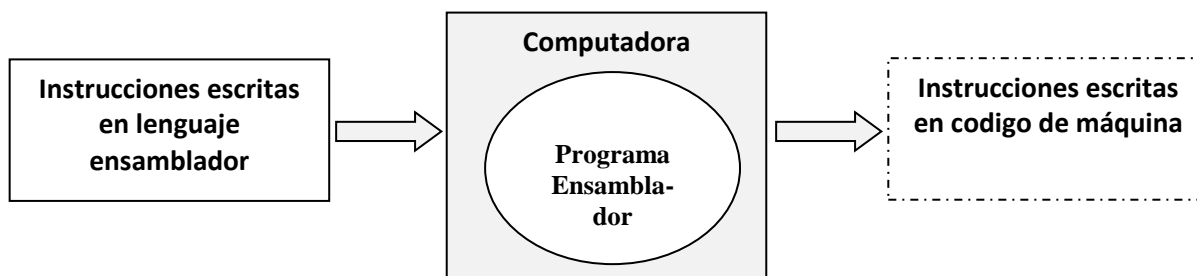 Instrucciones escritas
en lenguaje
ensamblador
Computadora
Programa
Ensambla-
dor
Instrucciones escritas
en codigo de máquina